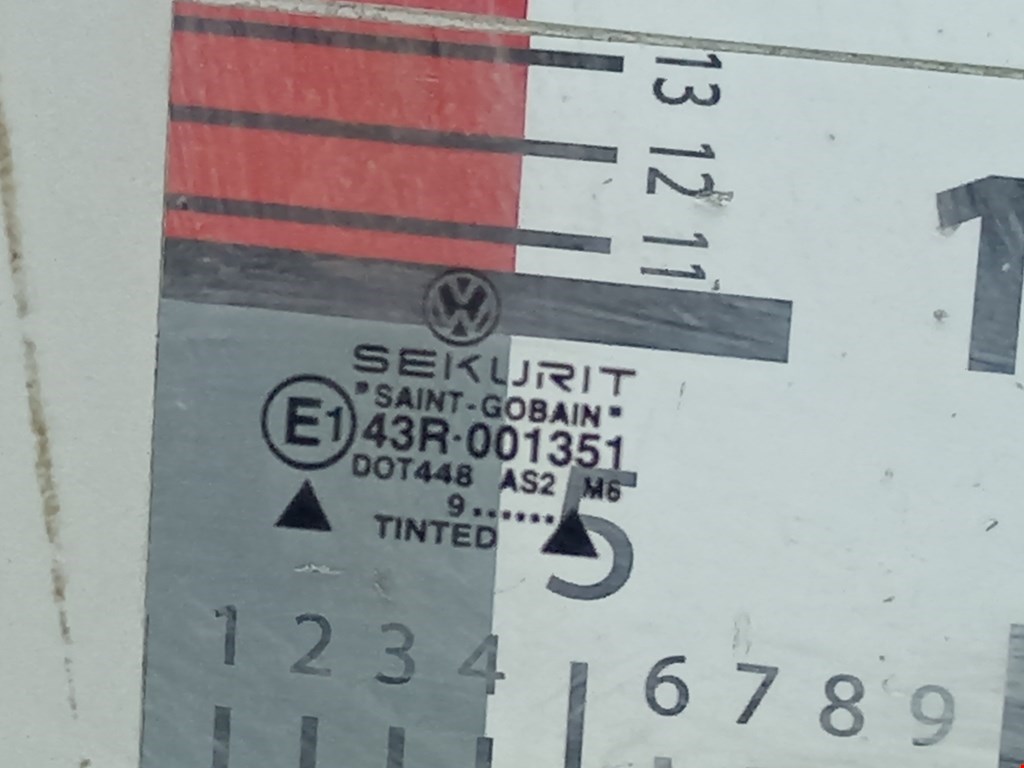 13
12
11
1
SEKURIT
"SAINT-GOBAIN"
E1 43R-001351
DOT448 AS2 M6
9......
TINTED
5
1 2 3 4 6 7 8 9